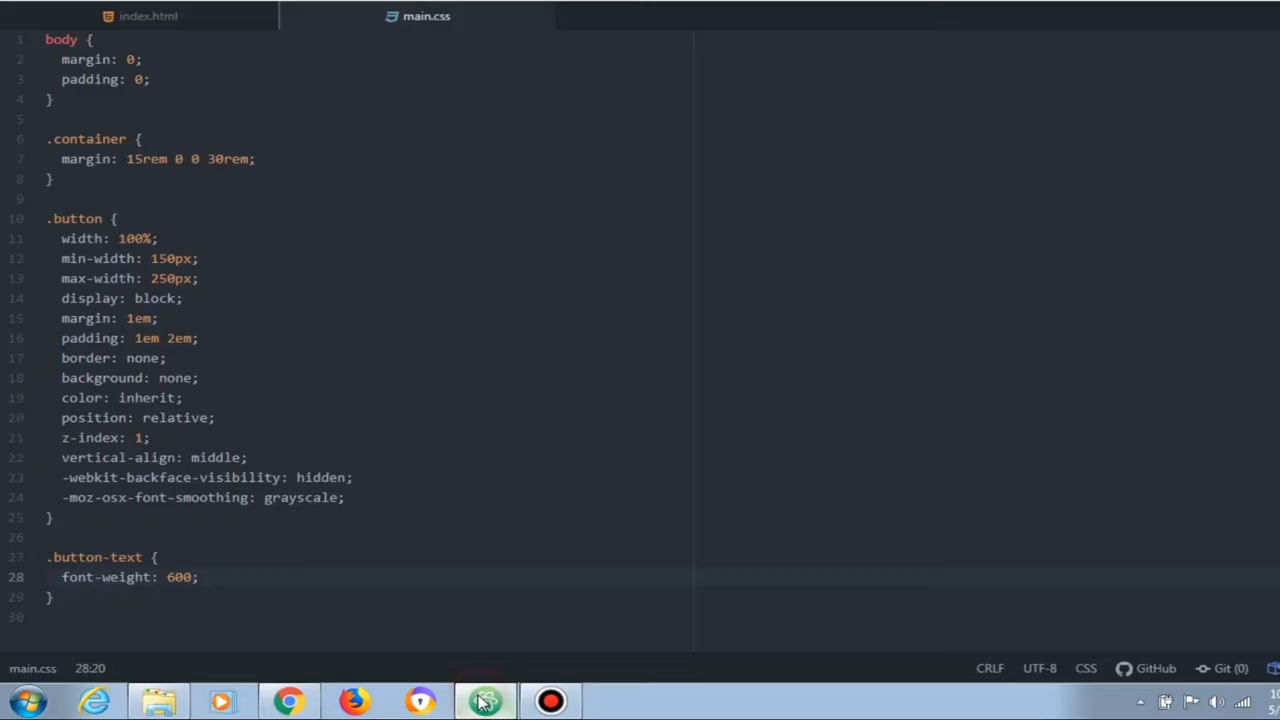 index.html
main.css
1 body {
2 margin: 0;
3 padding: 0;
4 }
5
6 .container {
7 margin: 15rem 0 0 30rem;
8 }
9
10 .button {
11 width: 100%;
12 min-width: 150px;
13 max-width: 250px;
14 display: block;
15 margin: 1em;
16 padding: 1em 2em;
17 border: none;
18 background: none;
19 color: inherit;
20 position: relative;
21 z-index: 1;
22 vertical-align: middle;
23 -webkit-backface-visibility: hidden;
24 -moz-osx-font-smoothing: grayscale;
25 }
26
27 .button-text {
28 font-weight: 600;
29 }
30
main.css 28:20 CRLF UTF-8 CSS GitHub Git (0)